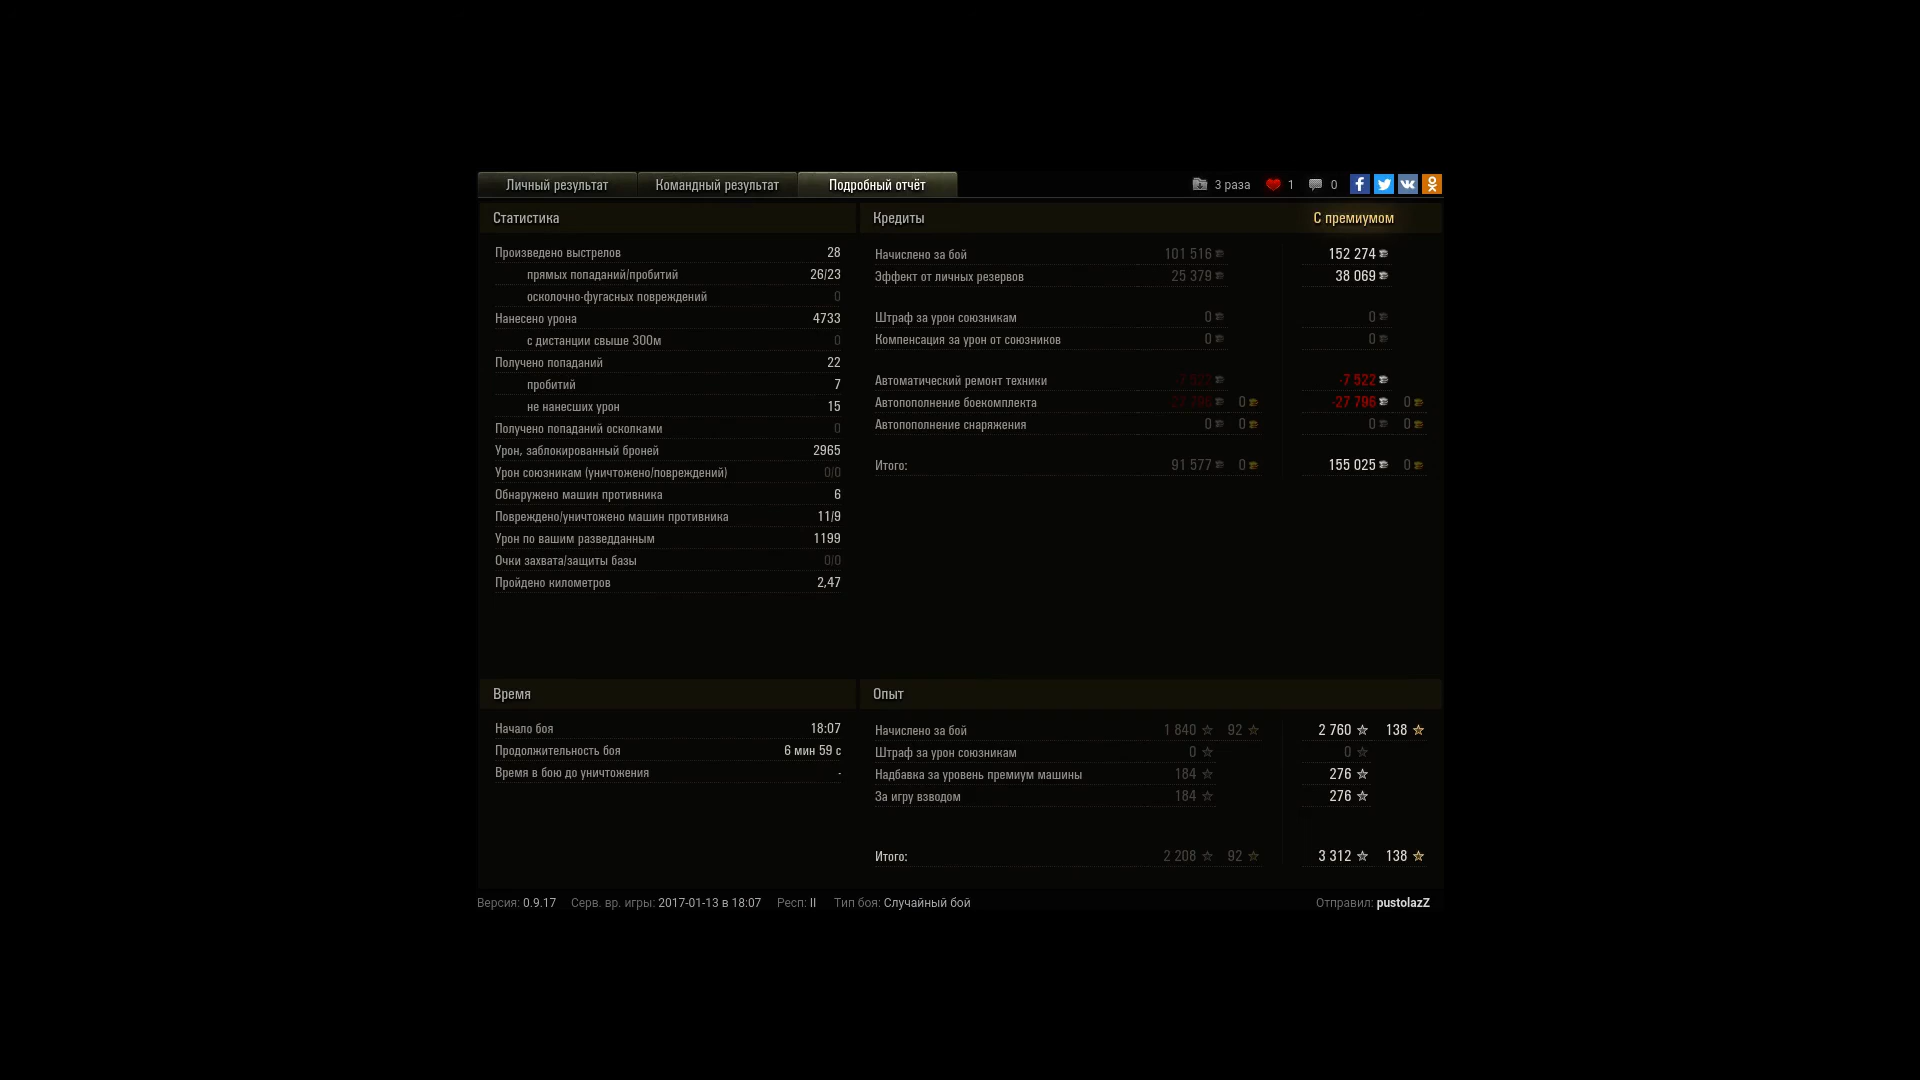 Личный результат Командный результат Подробный отчёт 3 раза 1 0
Статистика
Произведено выстрелов 28
прямых попаданий/пробитий 26/23
осколочно-фугасных повреждений 0
Нанесено урона 4733
с дистанции свыше 300м 0
Получено попаданий 22
пробитий 7
не нанесших урон 15
Получено попаданий осколками 0
Урон, заблокированный броней 2965
Урон союзникам (уничтожено/повреждений) 0/0
Обнаружено машин противника 6
Повреждено/уничтожено машин противника 11/9
Урон по вашим разведданным 1199
Очки захвата/защиты базы 0/0
Пройдено километров 2,47
Кредиты С премиумом
Начислено за бой 101 516 152 274
Эффект от личных резервов 25 379 38 069
Штраф за урон союзникам 0 0
Компенсация за урон от союзников 0 0
Автоматический ремонт техники -7 522 -7 522
Автопополнение боекомплекта -27 796 0 -27 796 0
Автопополнение снаряжения 0 0 0 0
Итого: 91 577 0 155 025 0
Время
Начало боя 18:07
Продолжительность боя 6 мин 59 с
Время в бою до уничтожения -
Опыт
Начислено за бой 1 840 92 2 760 138
Штраф за урон союзникам 0 0
Надбавка за уровень премиум машины 184 276
За игру взводом 184 276
Итого: 2 208 92 3 312 138
Версия: 0.9.17 Серв. вр. игры: 2017-01-13 в 18:07 Респ: II Тип боя: Случайный бой Отправил: pustolazZ